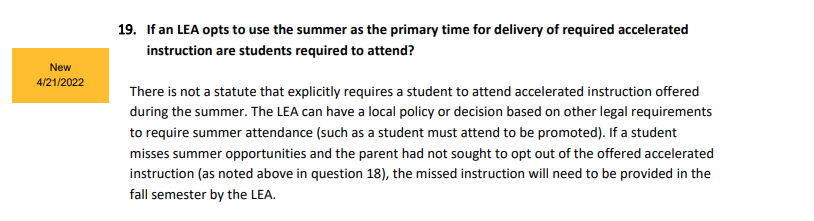 19. If an LEA opts to use the summer as the primary time for delivery of required accelerated
instruction are students required to attend?
New
4/21/2022
There is not a statute that explicitly requires a student to attend accelerated instruction offered
during the summer. The LEA can have a local policy or decision based on other legal requirements
to require summer attendance (such as a student must attend to be promoted). If a student
misses summer opportunities and the parent had not sought to opt out of the offered accelerated
instruction (as noted above in question 18), the missed instruction will need to be provided in the
fall semester by the LEA.